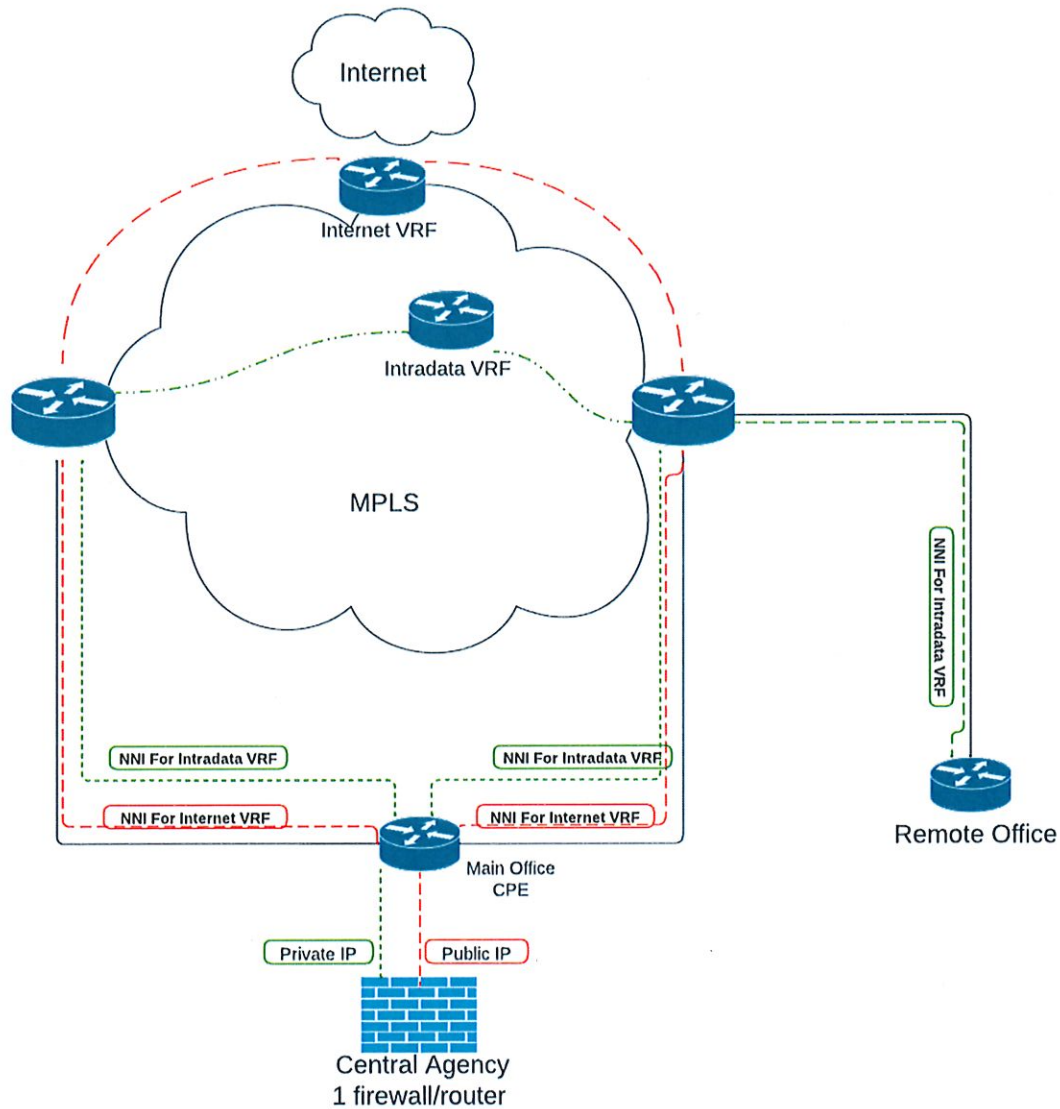 Internet
Internet VRF
Intradata VRF
MPLS
NNI For Intradata VRF
NNI For Intradata VRF
NNI For Intradata VRF
NNI For Internet VRF
NNI For Internet VRF
Remote Office
Main Office
CPE
Private IP
Public IP
Central Agency
1 firewall/router